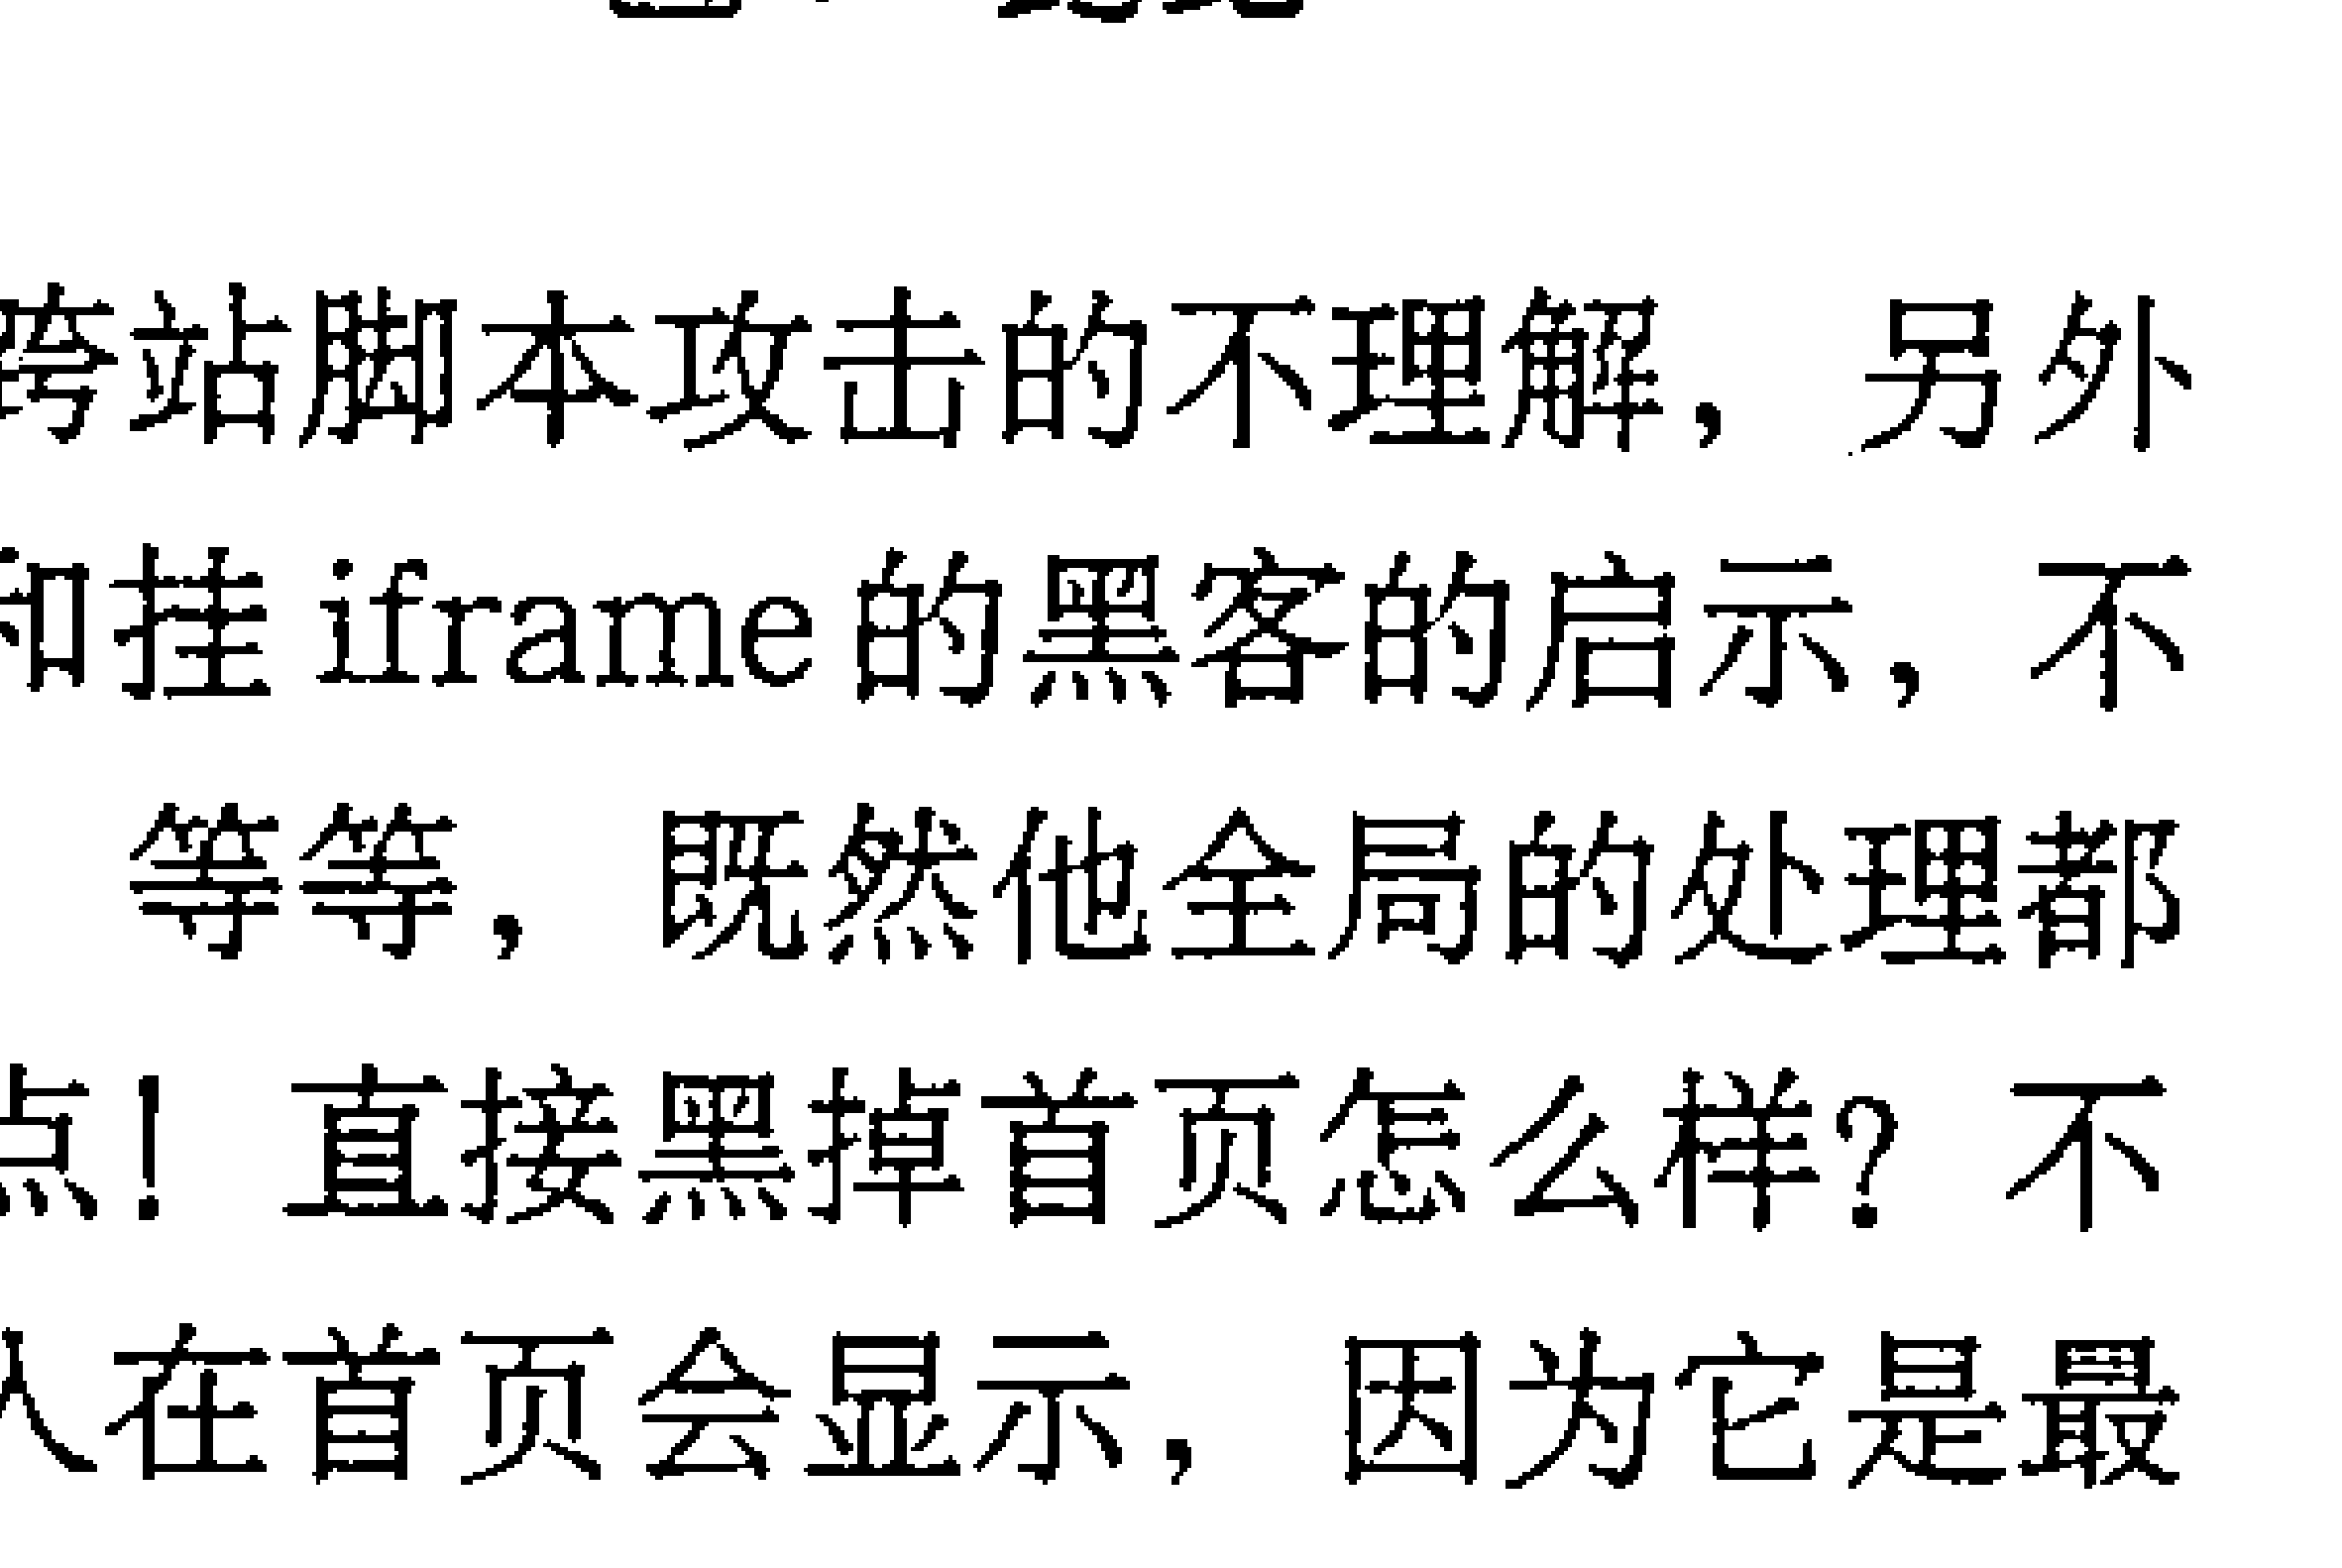 跨站脚本攻击的不理解，另外
和挂 iframe 的黑客的启示，不
等等，既然他全局的处理都
点！直接黑掉首页怎么样？不
人在首页会显示，因为它是最